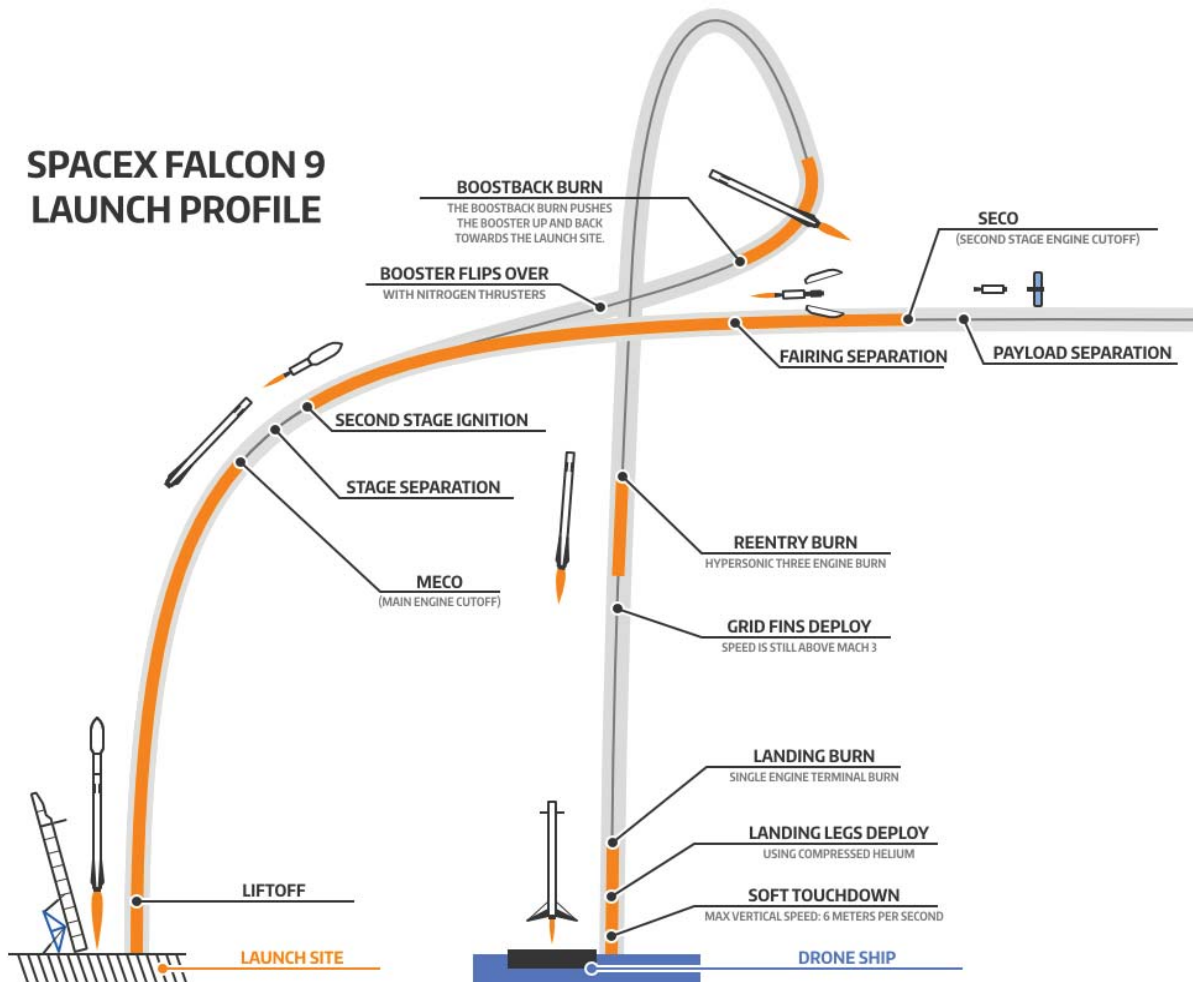 SPACEX FALCON 9
LAUNCH PROFILE
BOOSTBACK BURN
THE BOOSTBACK BURN PUSHES
THE BOOSTER UP AND BACK
TOWARDS THE LAUNCH SITE.
SECO
(SECOND STAGE ENGINE CUTOFF)
BOOSTER FLIPS OVER
WITH NITROGEN THRUSTERS
FAIRING SEPARATION
PAYLOAD SEPARATION
SECOND STAGE IGNITION
STAGE SEPARATION
REENTRY BURN
HYPERSONIC THREE ENGINE BURN
MECO
(MAIN ENGINE CUTOFF)
GRID FINS DEPLOY
SPEED IS STILL ABOVE MACH 3
LANDING BURN
SINGLE ENGINE TERMINAL BURN
LANDING LEGS DEPLOY
USING COMPRESSED HELIUM
LIFTOFF
SOFT TOUCHDOWN
MAX VERTICAL SPEED: 6 METERS PER SECOND
LAUNCH SITE
DRONE SHIP